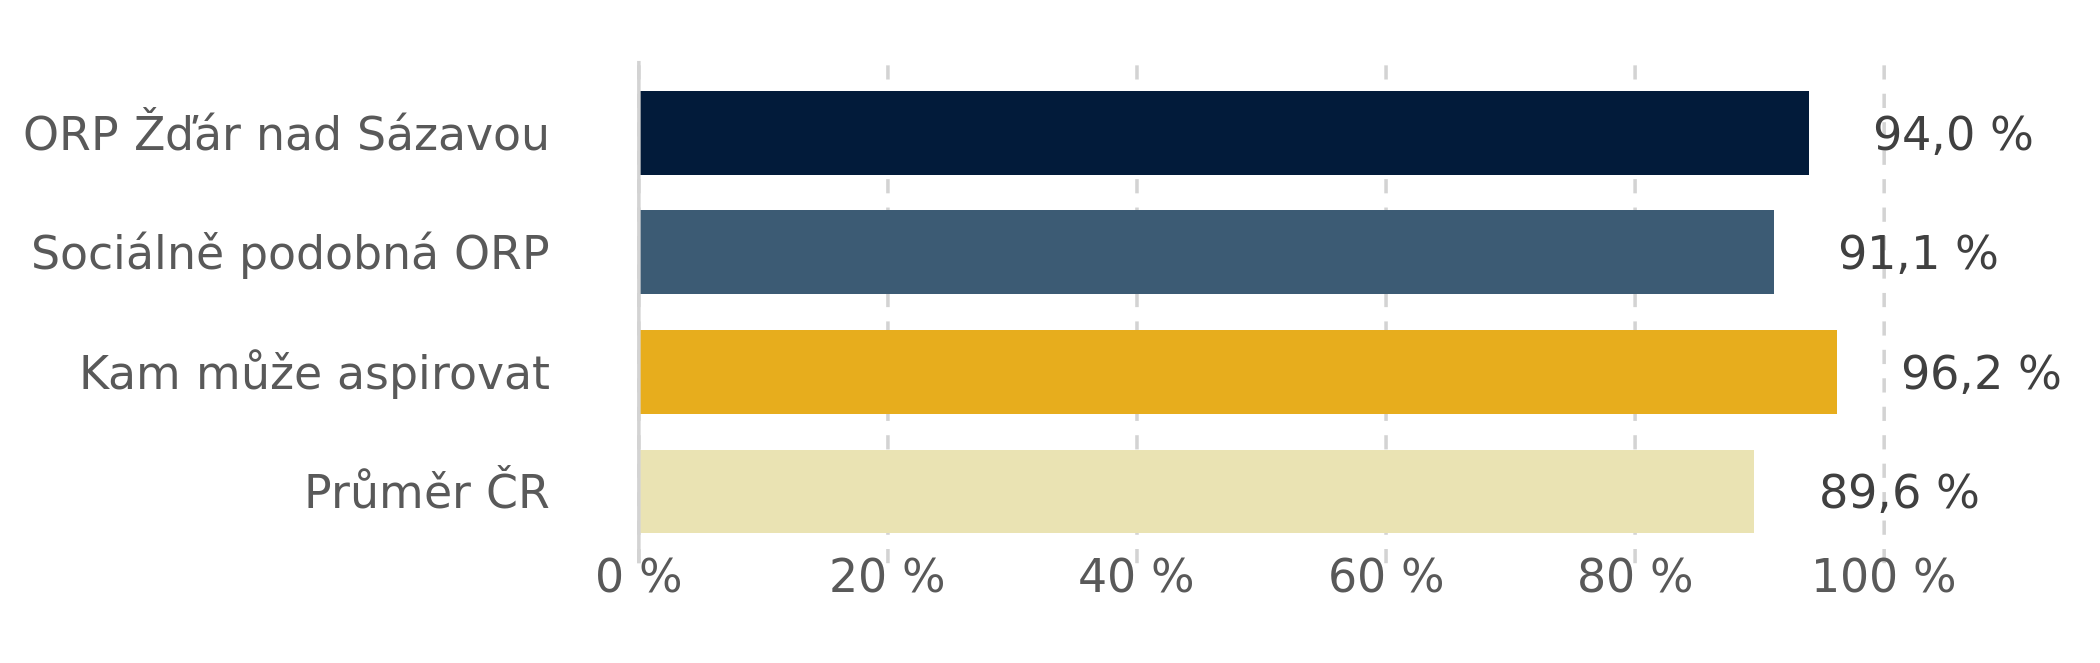 ORP Žďár nad Sázavou 94,0 %
Sociálně podobná ORP 91,1 %
Kam může aspirovat 96,2 %
Průměr ČR 89,6 %
0 % 20 % 40 % 60 % 80 % 100 %